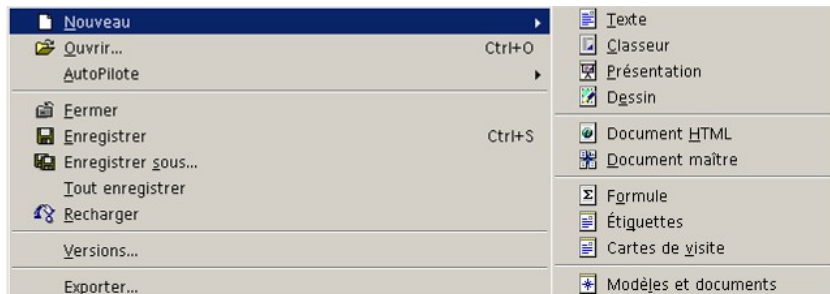 Nouveau
Ouvrir... Ctrl+O
AutoPilote
Fermer
Enregistrer Ctrl+S
Enregistrer sous...
Tout enregistrer
Recharger
Versions...
Exporter...
Texte
Classeur
Présentation
Dessin
Document HTML
Document maître
Formule
Étiquettes
Cartes de visite
Modèles et documents